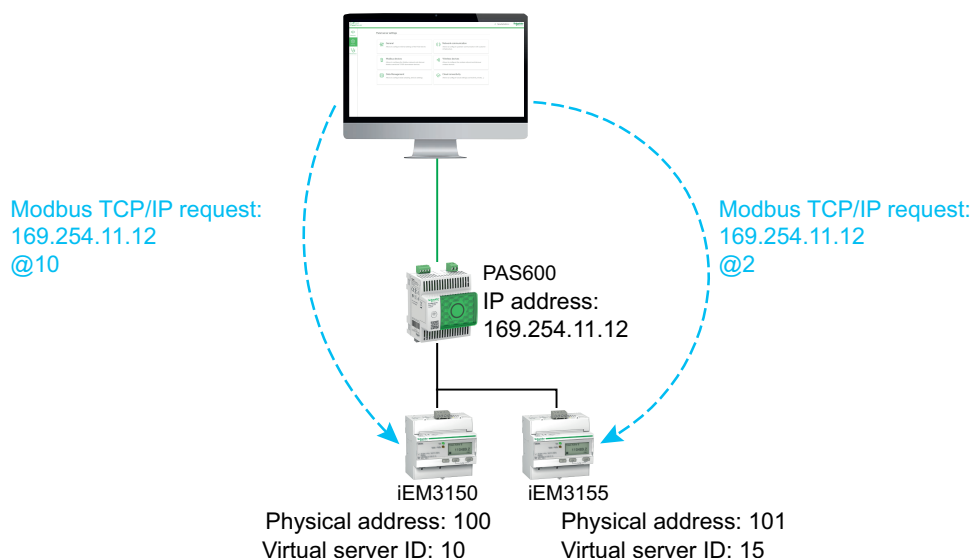 Modbus TCP/IP request:
169.254.11.12
@10
Modbus TCP/IP request:
169.254.11.12
@2
PAS600
IP address:
169.254.11.12
iEM3150
iEM3155
Physical address: 100
Physical address: 101
Virtual server ID: 10
Virtual server ID: 15